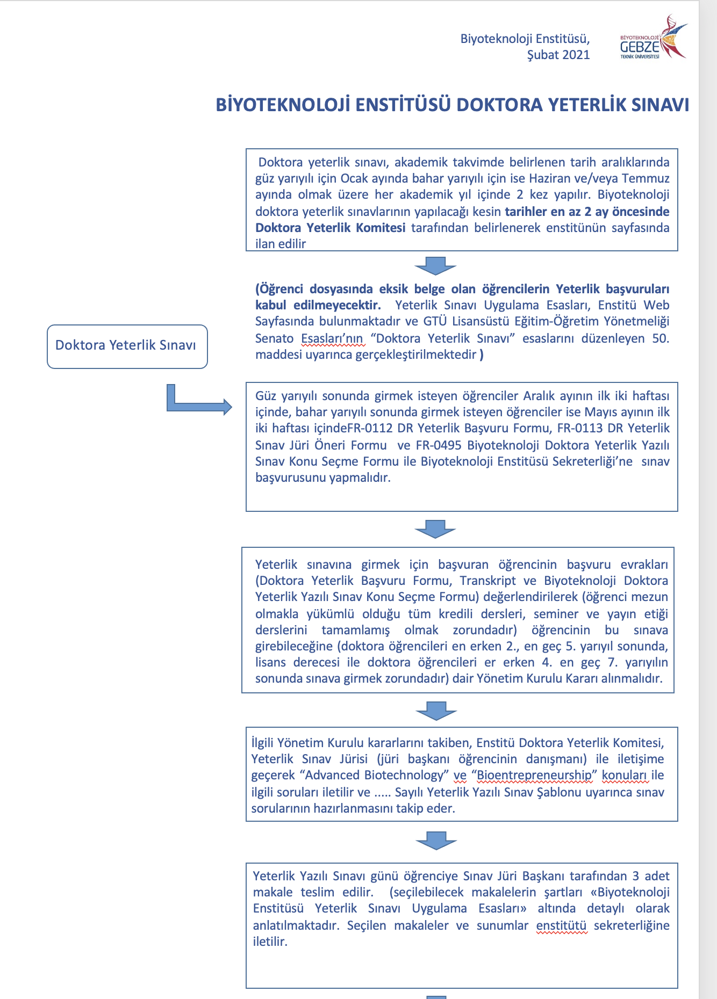 Biyoteknoloji Enstitüsü,
Şubat 2021
BİYOTEKNOLOJİ
GEBZE
TEKNİK ÜNİVERSİTESİ
BİYOTEKNOLOJİ ENSTİTÜSÜ DOKTORA YETERLİK SINAVI
Doktora yeterlik sınavı, akademik takvimde belirlenen tarih aralıklarında
güz yarıyılı için Ocak ayında bahar yarıyılı için ise Haziran ve/veya Temmuz
ayında olmak üzere her akademik yıl içinde 2 kez yapılır. Biyoteknoloji
doktora yeterlik sınavlarının yapılacağı kesin tarihler en az 2 ay öncesinde
Doktora Yeterlik Komitesi tarafından belirlenerek enstitünün sayfasında
ilan edilir
(Öğrenci dosyasında eksik belge olan öğrencilerin Yeterlik başvuruları
kabul edilmeyecektir. Yeterlik Sınavı Uygulama Esasları, Enstitü Web
Sayfasında bulunmaktadır ve GTÜ Lisansüstü Eğitim-Öğretim Yönetmeliği
Senato Esasları’nın “Doktora Yeterlik Sınavı” esaslarını düzenleyen 50.
maddesi uyarınca gerçekleştirilmektedir )
Doktora Yeterlik Sınavı
Güz yarıyılı sonunda girmek isteyen öğrenciler Aralık ayının ilk iki haftası
içinde, bahar yarıyılı sonunda girmek isteyen öğrenciler ise Mayıs ayının ilk
iki haftası içindeFR-0112 DR Yeterlik Başvuru Formu, FR-0113 DR Yeterlik
Sınav Jüri Öneri Formu ve FR-0495 Biyoteknoloji Doktora Yeterlik Yazılı
Sınav Konu Seçme Formu ile Biyoteknoloji Enstitüsü Sekreterliği’ne sınav
başvurusunu yapmalıdır.
Yeterlik sınavına girmek için başvuran öğrencinin başvuru evrakları
(Doktora Yeterlik Başvuru Formu, Transkript ve Biyoteknoloji Doktora
Yeterlik Yazılı Sınav Konu Seçme Formu) değerlendirilerek (öğrenci mezun
olmakla yükümlü olduğu tüm kredili dersleri, seminer ve yayın etiği
derslerini tamamlamış olmak zorundadır) öğrencinin bu sınava
girebileceğine (doktora öğrencileri en erken 2., en geç 5. yarıyıl sonunda,
lisans derecesi ile doktora öğrencileri er erken 4. en geç 7. yarıyılın
sonunda sınava girmek zorundadır) dair Yönetim Kurulu Kararı alınmalıdır.
İlgili Yönetim Kurulu kararlarını takiben, Enstitü Doktora Yeterlik Komitesi,
Yeterlik Sınav Jürisi (jüri başkanı öğrencinin danışmanı) ile iletişime
geçerek “Advanced Biotechnology” ve “Bioentrepreneurship” konuları ile
ilgili soruları iletilir ve ..... Sayılı Yeterlik Yazılı Sınav Şablonu uyarınca sınav
sorularının hazırlanmasını takip eder.
Yeterlik Yazılı Sınavı günü öğrenciye Sınav Jüri Başkanı tarafından 3 adet
makale teslim edilir. (seçilebilecek makalelerin şartları «Biyoteknoloji
Enstitüsü Yeterlik Sınavı Uygulama Esasları» altında detaylı olarak
anlatılmaktadır. Seçilen makaleler ve sunumlar enstitütü sekreterliğine
iletilir.